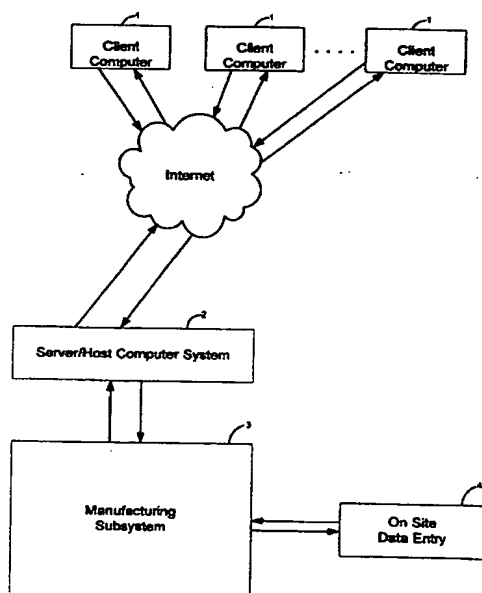 1
1
1
Client
Computer
Client
Computer
Client
Computer
Internet
2
Server/Host Computer System
3
Manufacturing
Subsystem
4
On Site
Data Entry